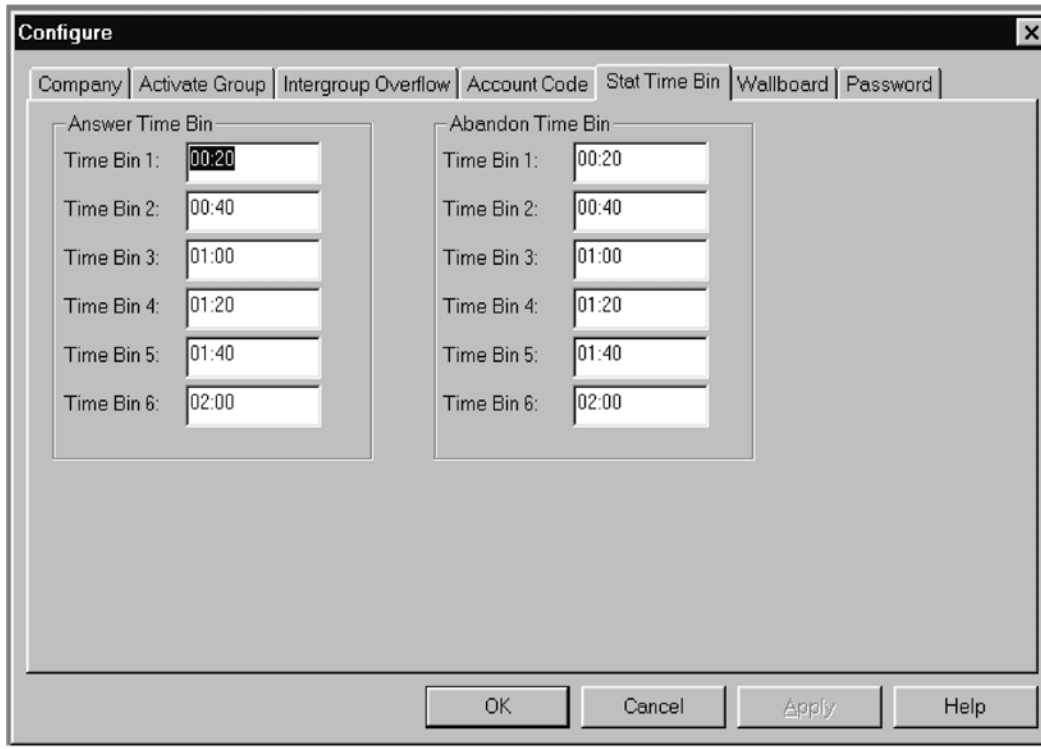 Configure
Company Activate Group Intergroup Overflow Account Code Stat Time Bin Wallboard Password
Answer Time Bin
Time Bin 1: 00:20
Time Bin 2: 00:40
Time Bin 3: 01:00
Time Bin 4: 01:20
Time Bin 5: 01:40
Time Bin 6: 02:00
Abandon Time Bin
Time Bin 1: 00:20
Time Bin 2: 00:40
Time Bin 3: 01:00
Time Bin 4: 01:20
Time Bin 5: 01:40
Time Bin 6: 02:00
OK Cancel Apply Help